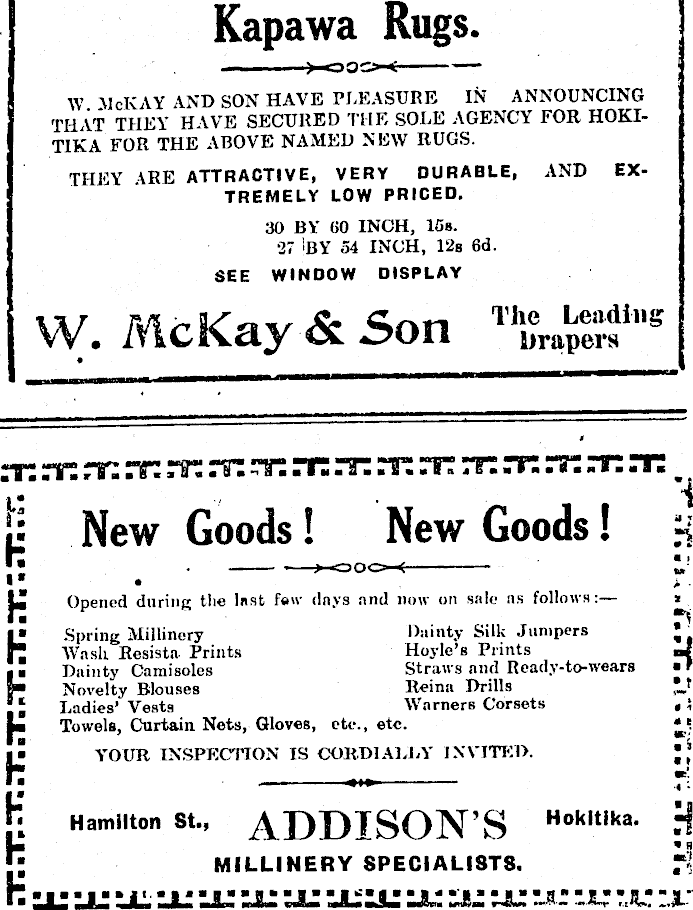 Kapawa Rugs.
W. McKAY AND SON HAVE PLEASURE IN ANNOUNCING
THAT THEY HAVE SECURED THE SOLE AGENCY FOR HOKI-
TIKA FOR THE ABOVE NAMED NEW RUGS.
THEY ARE ATTRACTIVE, VERY DURABLE, AND EX-
TREMELY LOW PRICED.
30 BY 60 INCH, 15s.
27 BY 54 INCH, 12s 6d.
SEE WINDOW DISPLAY
W. McKay & Son The Leading
Drapers
New Goods! New Goods!
Opened during the last few days and now on sale as follows:—
Spring Millinery
Wash Resista Prints
Dainty Camisoles
Novelty Blouses
Ladies' Vests
Dainty Silk Jumpers
Hoyle's Prints
Straws and Ready-to-wears
Reina Drills
Warners Corsets
Towels, Curtain Nets, Gloves, etc., etc.
YOUR INSPECTION IS CORDIALLY INVITED.
Hamilton St., ADDISON'S Hokitika.
MILLINERY SPECIALISTS.